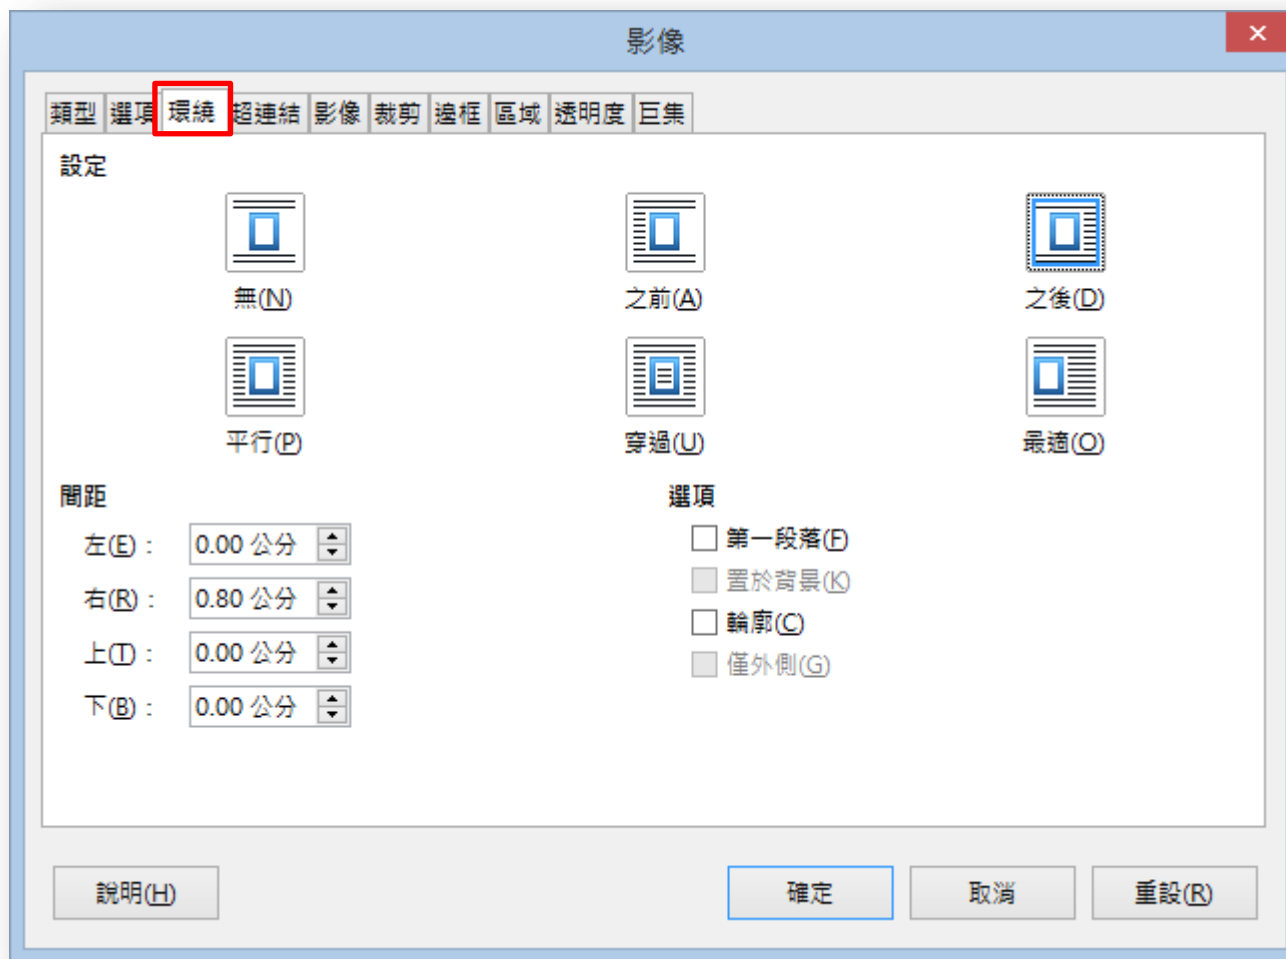 影像
類型 選項 環繞 超連結 影像 裁剪 邊框 區域 透明度 巨集
設定
無(N) 之前(A) 之後(D)
平行(P) 穿過(U) 最適(O)
間距 選項
左(E)： 0.00 公分 第一段落(F)
置於背景(K)
右(R)： 0.80 公分
輪廓(C)
上(T)： 0.00 公分 僅外側(G)
下(B)： 0.00 公分
說明(H) 確定 取消 重設(R)